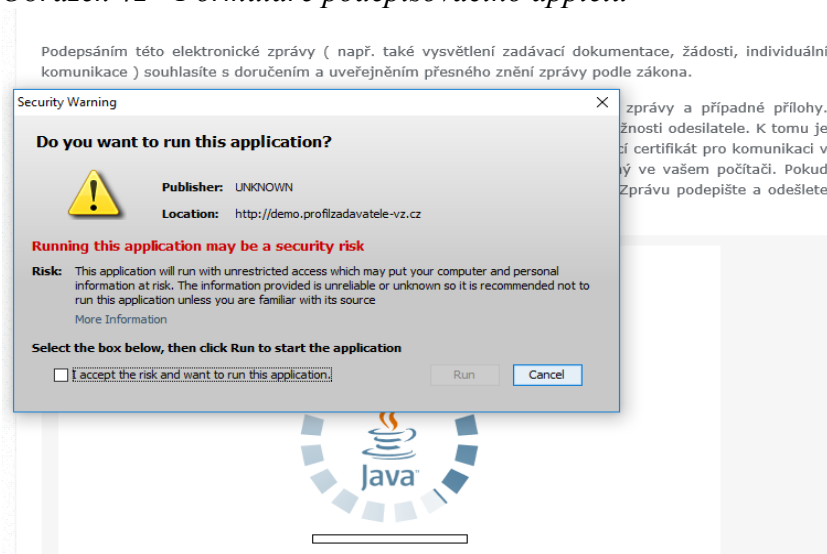 Podepsáním této elektronické zprávy ( např. také vysvětlení zadávací dokumentace, žádosti, individuální
komunikace ) souhlasíte s doručením a uveřejněním přesného znění zprávy podle zákona.
Security Warning
zprávy a případné přílohy.
žnosti odesilatele. K tomu je
cí certifikát pro komunikaci v
ný ve vašem počítači. Pokud
Zprávu podepište a odešlete
Do you want to run this application?
Publisher: UNKNOWN
Location: http://demo.profilzadavatele-vz.cz
Running this application may be a security risk
Risk: This application will run with unrestricted access which may put your computer and personal
information at risk. The information provided is unreliable or unknown so it is recommended not to
run this application unless you are familiar with its source
More Information
Select the box below, then click Run to start the application
I accept the risk and want to run this application.
Run
Cancel
Java